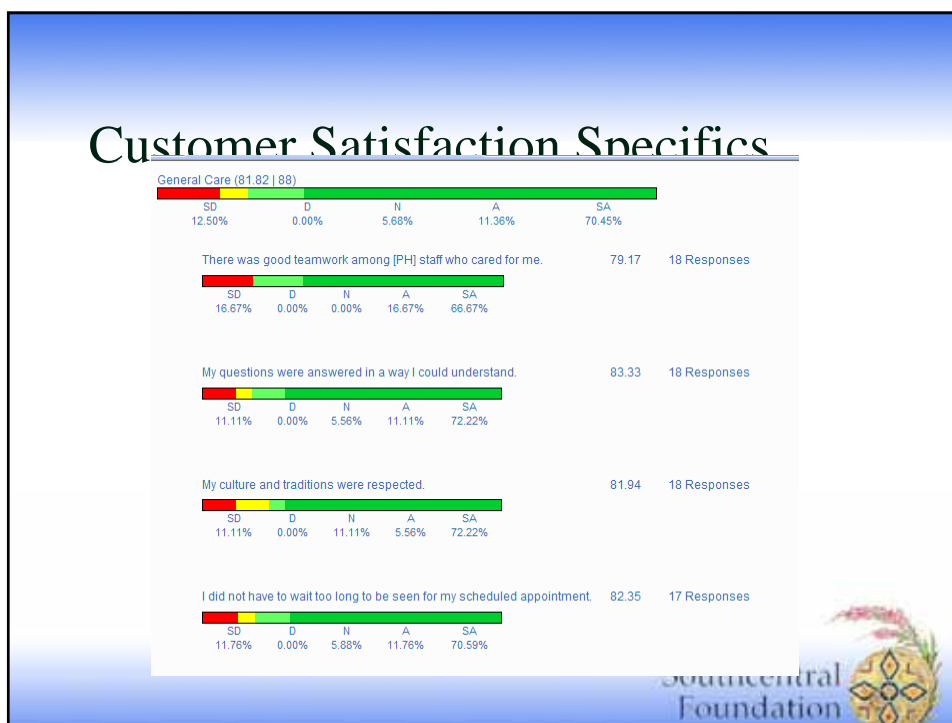 Customer Satisfaction Specifics
General Care (81.82 | 88)
SD D N A SA
12.50% 0.00% 5.68% 11.36% 70.45%
There was good teamwork among [PH] staff who cared for me. 79.17 18 Responses
SD D N A SA
16.67% 0.00% 0.00% 16.67% 66.67%
My questions were answered in a way I could understand. 83.33 18 Responses
SD D N A SA
11.11% 0.00% 5.56% 11.11% 72.22%
My culture and traditions were respected. 81.94 18 Responses
SD D N A SA
11.11% 0.00% 11.11% 5.56% 72.22%
I did not have to wait too long to be seen for my scheduled appointment. 82.35 17 Responses
SD D N A SA
11.76% 0.00% 5.88% 11.76% 70.59%
Southcentral
Foundation